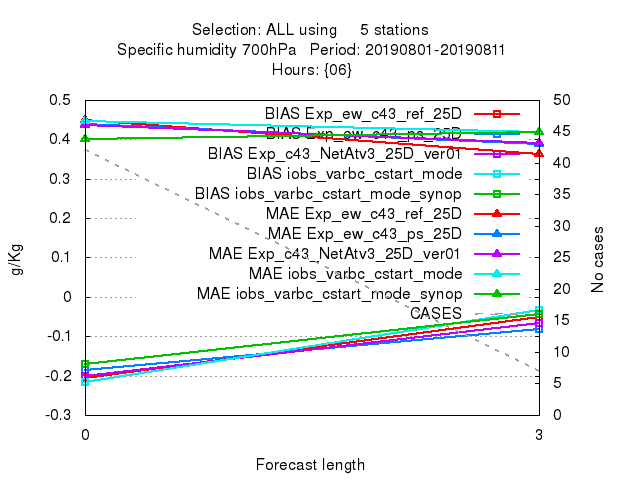 Selection: ALL using 5 stations
Specific humidity 700hPa Period: 20190801-20190811
Hours: {06}
0.5
0.4
0.3
0.2
0.1
0
-0.1
-0.2
-0.3
g/Kg
BIAS Exp_ew_c43_ref_25D
BIAS Exp_ew_c43_ps_25D
BIAS Exp_c43_NetAtv3_25D_ver01
BIAS iobs_varbc_cstart_mode
BIAS iobs_varbc_cstart_mode_synop
MAE Exp_ew_c43_ref_25D
MAE Exp_ew_c43_ps_25D
MAE Exp_c43_NetAtv3_25D_ver01
MAE iobs_varbc_cstart_mode
MAE iobs_varbc_cstart_mode_synop
CASES
50
45
40
35
30
25
20
15
10
5
0
No cases
0 3
Forecast length